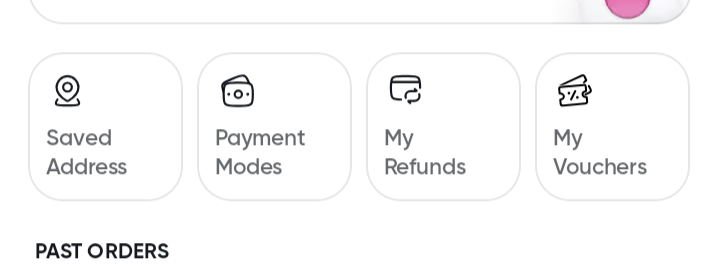 Saved
Address
Payment
Modes
My
Refunds
My
Vouchers
PAST ORDERS